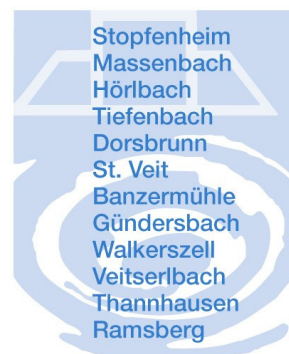 Stopfenheim
Massenbach
Hörlbach
Tiefenbach
Dorsbrunn
St. Veit
Banzermühle
Gündersbach
Walkerszell
Veitserlbach
Thannhausen
Ramsberg